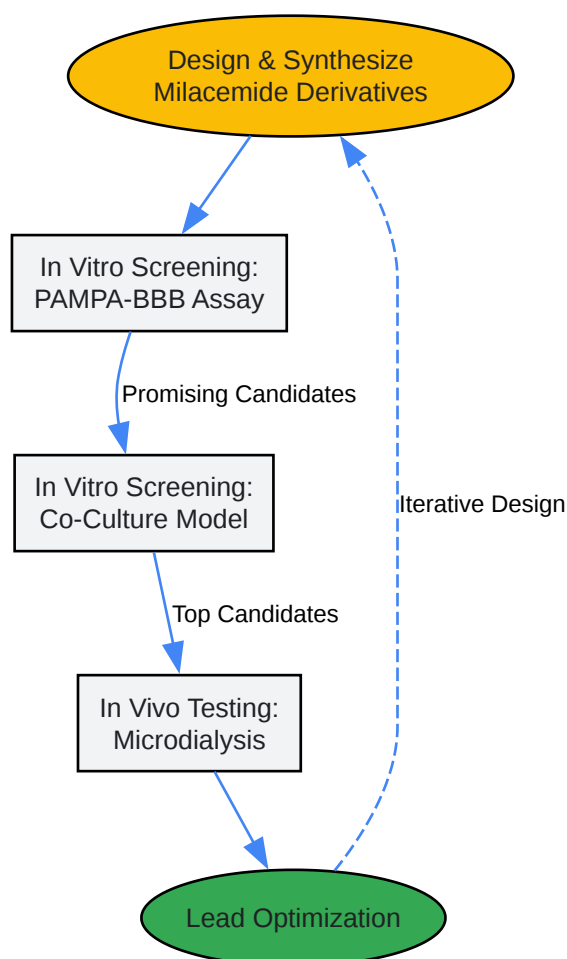 Design & Synthesize
Milacemide Derivatives
In Vitro Screening:
PAMPA-BBB Assay
Promising Candidates
In Vitro Screening:
Co-Culture Model
Iterative Design
Top Candidates
In Vivo Testing:
Microdialysis
Lead Optimization